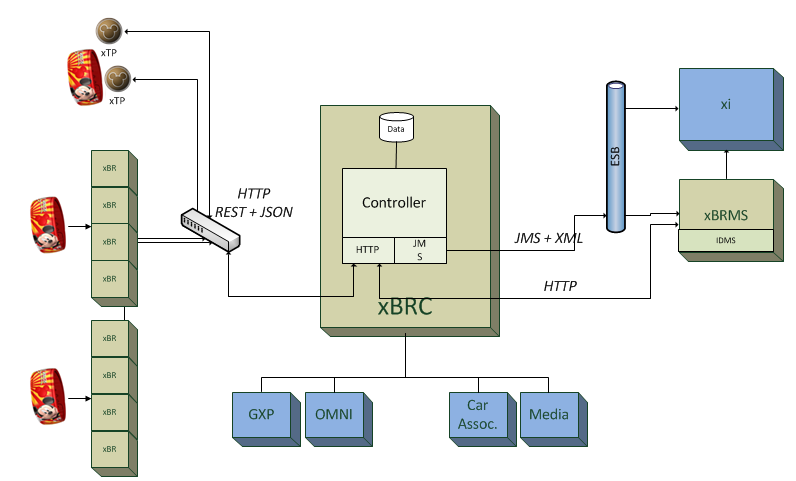 xTP
xTP
xBR
xBR
xBR
xBR
xBR
xBR
xBR
xBR
HTTP
REST + JSON
Data
Controller
HTTP
JM
S
xBRC
JMS + XML
HTTP
ESB
xi
xBRMS
IDMS
GXP
OMNI
Car
Assoc.
Media